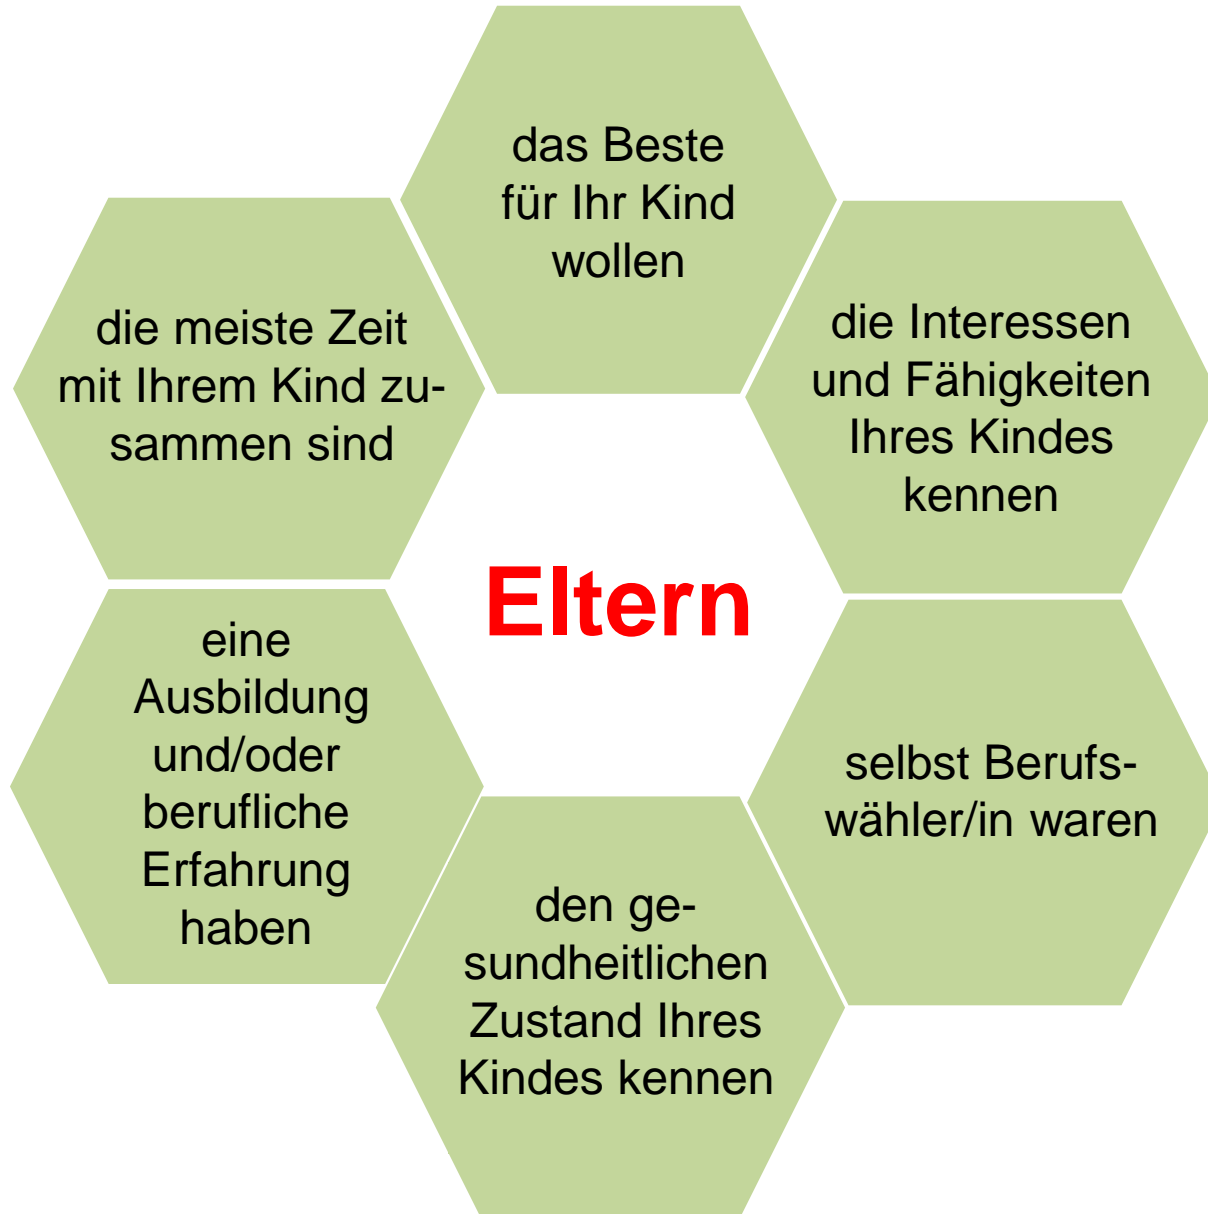 das Beste
für Ihr Kind
wollen
die Interessen
und Fähigkeiten
Ihres Kindes
kennen
selbst Berufs-
wähler/in waren
den ge-
sundheitlichen
Zustand Ihres
Kindes kennen
eine
Ausbildung
und/oder
berufliche
Erfahrung
haben
die meiste Zeit
mit Ihrem Kind zu-
sammen sind
Eltern